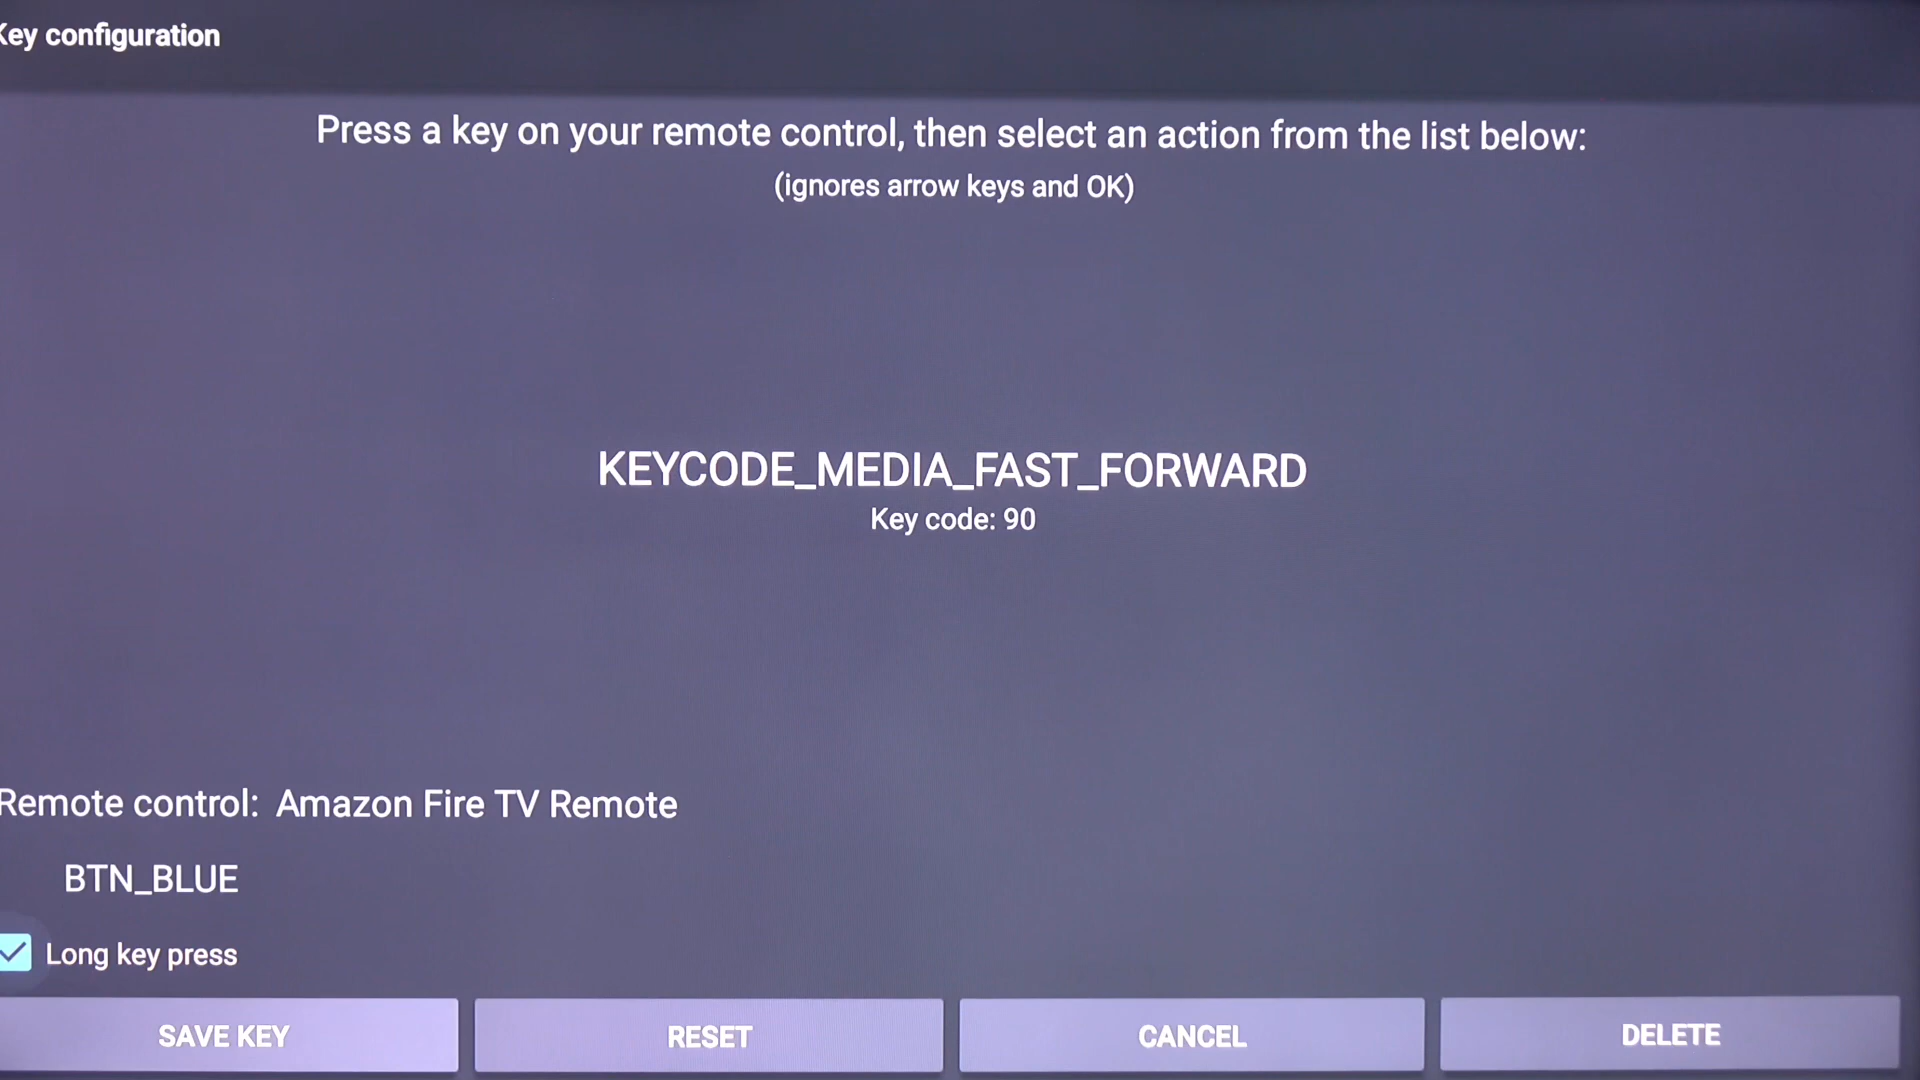 Key configuration
Press a key on your remote control, then select an action from the list below:
(ignores arrow keys and OK)
KEYCODE_MEDIA_FAST_FORWARD
Key code: 90
Remote control: Amazon Fire TV Remote
BTN_BLUE
Long key press
SAVE KEY
RESET
CANCEL
DELETE